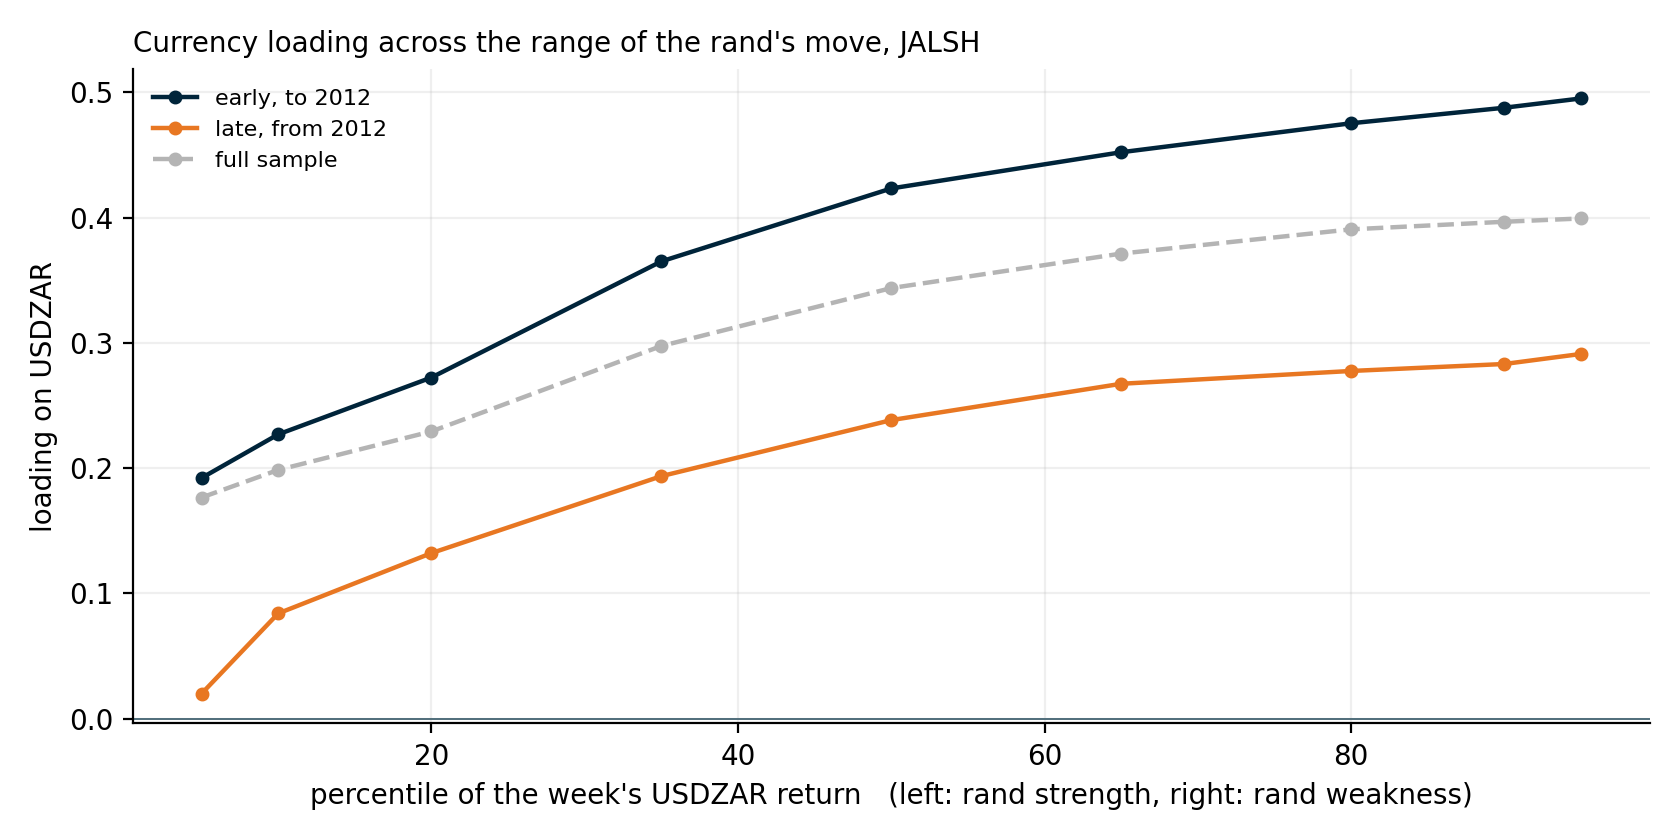 Currency loading across the range of the rand's move, JALSH
early, to 2012
late, from 2012
full sample
loading on USDZAR
0.5
0.4
0.3
0.2
0.1
0.0
20 40 60 80
percentile of the week's USDZAR return (left: rand strength, right: rand weakness)